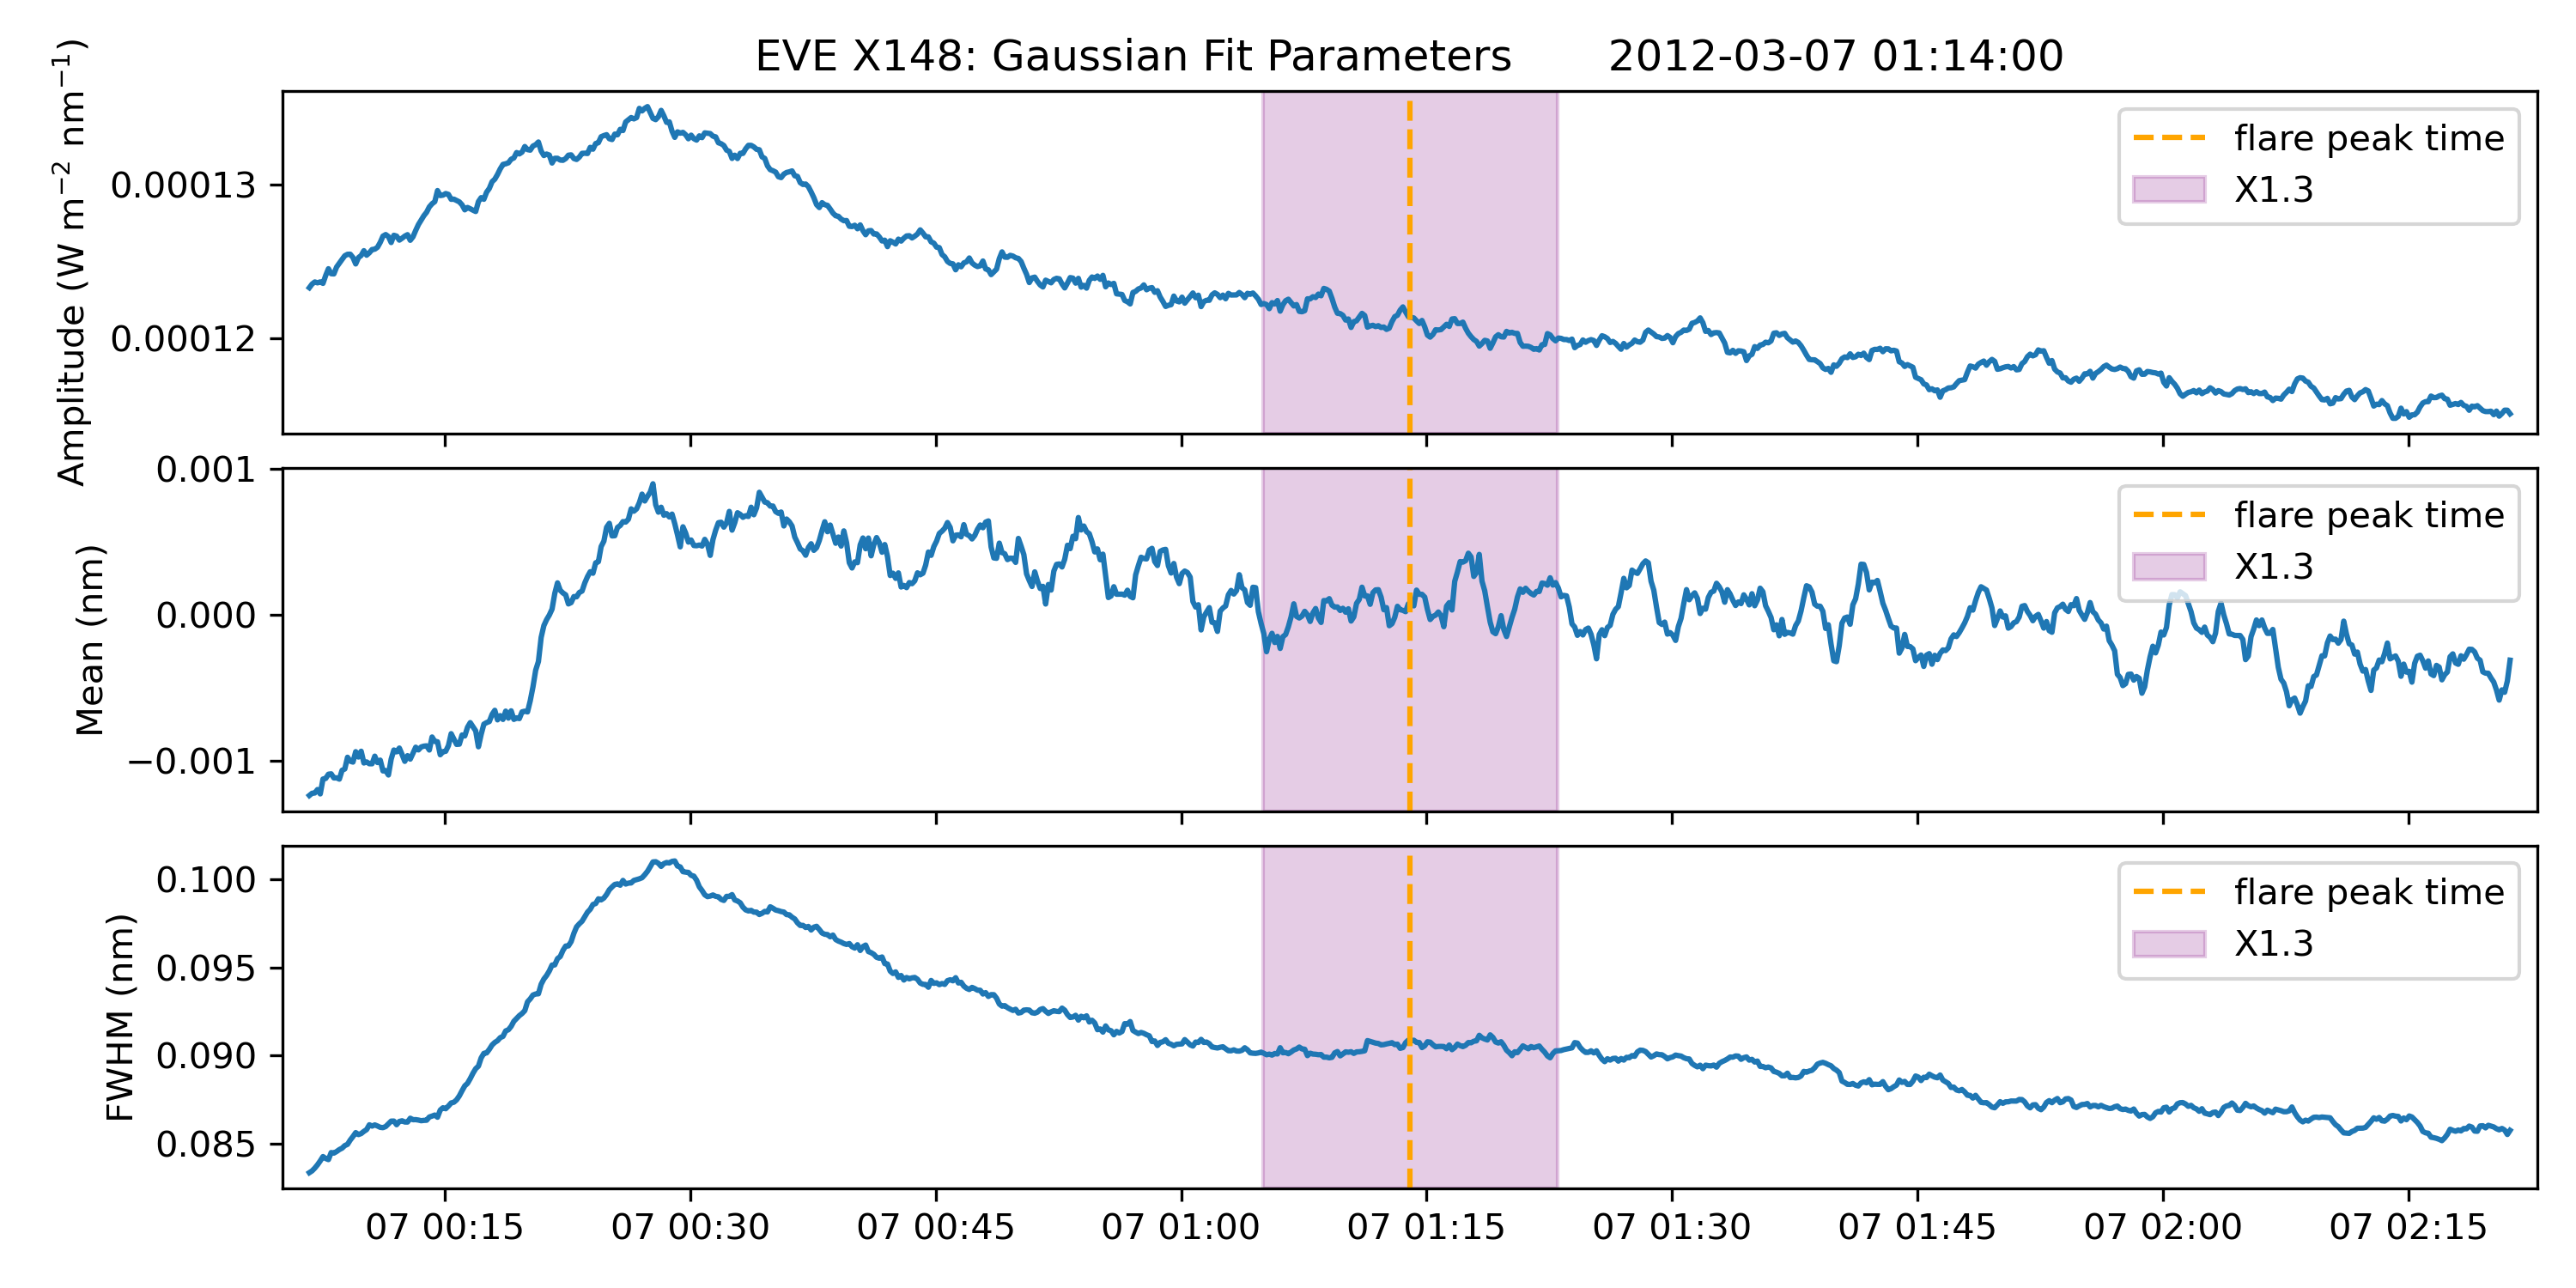 EVE X148: Gaussian Fit Parameters 2012-03-07 01:14:00
Amplitude (W m⁻² nm⁻¹)
0.00013
0.00012
flare peak time
X1.3
Mean (nm)
0.001
0.000
−0.001
flare peak time
X1.3
FWHM (nm)
0.100
0.095
0.090
0.085
flare peak time
X1.3
07 00:15 07 00:30 07 00:45 07 01:00 07 01:15 07 01:30 07 01:45 07 02:00 07 02:15